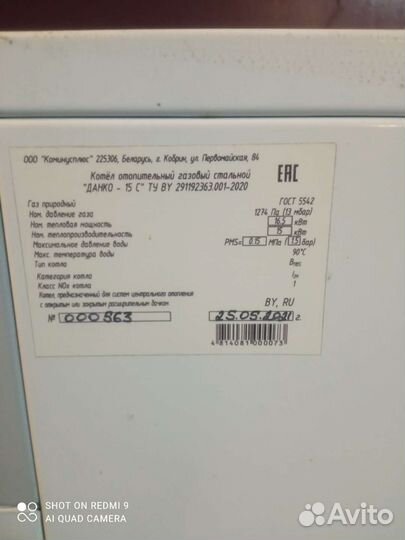 ООО "Коминусплюс" 225306, Беларусь, г. Кобрин, ул. Первомайская, 84
Котёл отопительный газовый стальной
"ДАНКО - 15 С" ТУ BY 291192363.001-2020
EAC
Газ природный ГОСТ 5542
Ном. давление газа 1274 Па (13 мбар)
Ном. тепловая мощность 16,5 кВт
Ном. теплопроизводительность 15 кВт
Максимальное давление воды PMS= 0.15 МПа (1.5 бар)
Макс. температура воды 90°С
Тип котла
Категория котла
Класс NOx котла 1
Котел, предназначенный для систем центрального отопления
с открытым или закрытым расширительным бачком BY, RU
№ 000563 25.05.2021 г.
4 814081 000073
SHOT ON REDMI 9
AI QUAD CAMERA
Avito